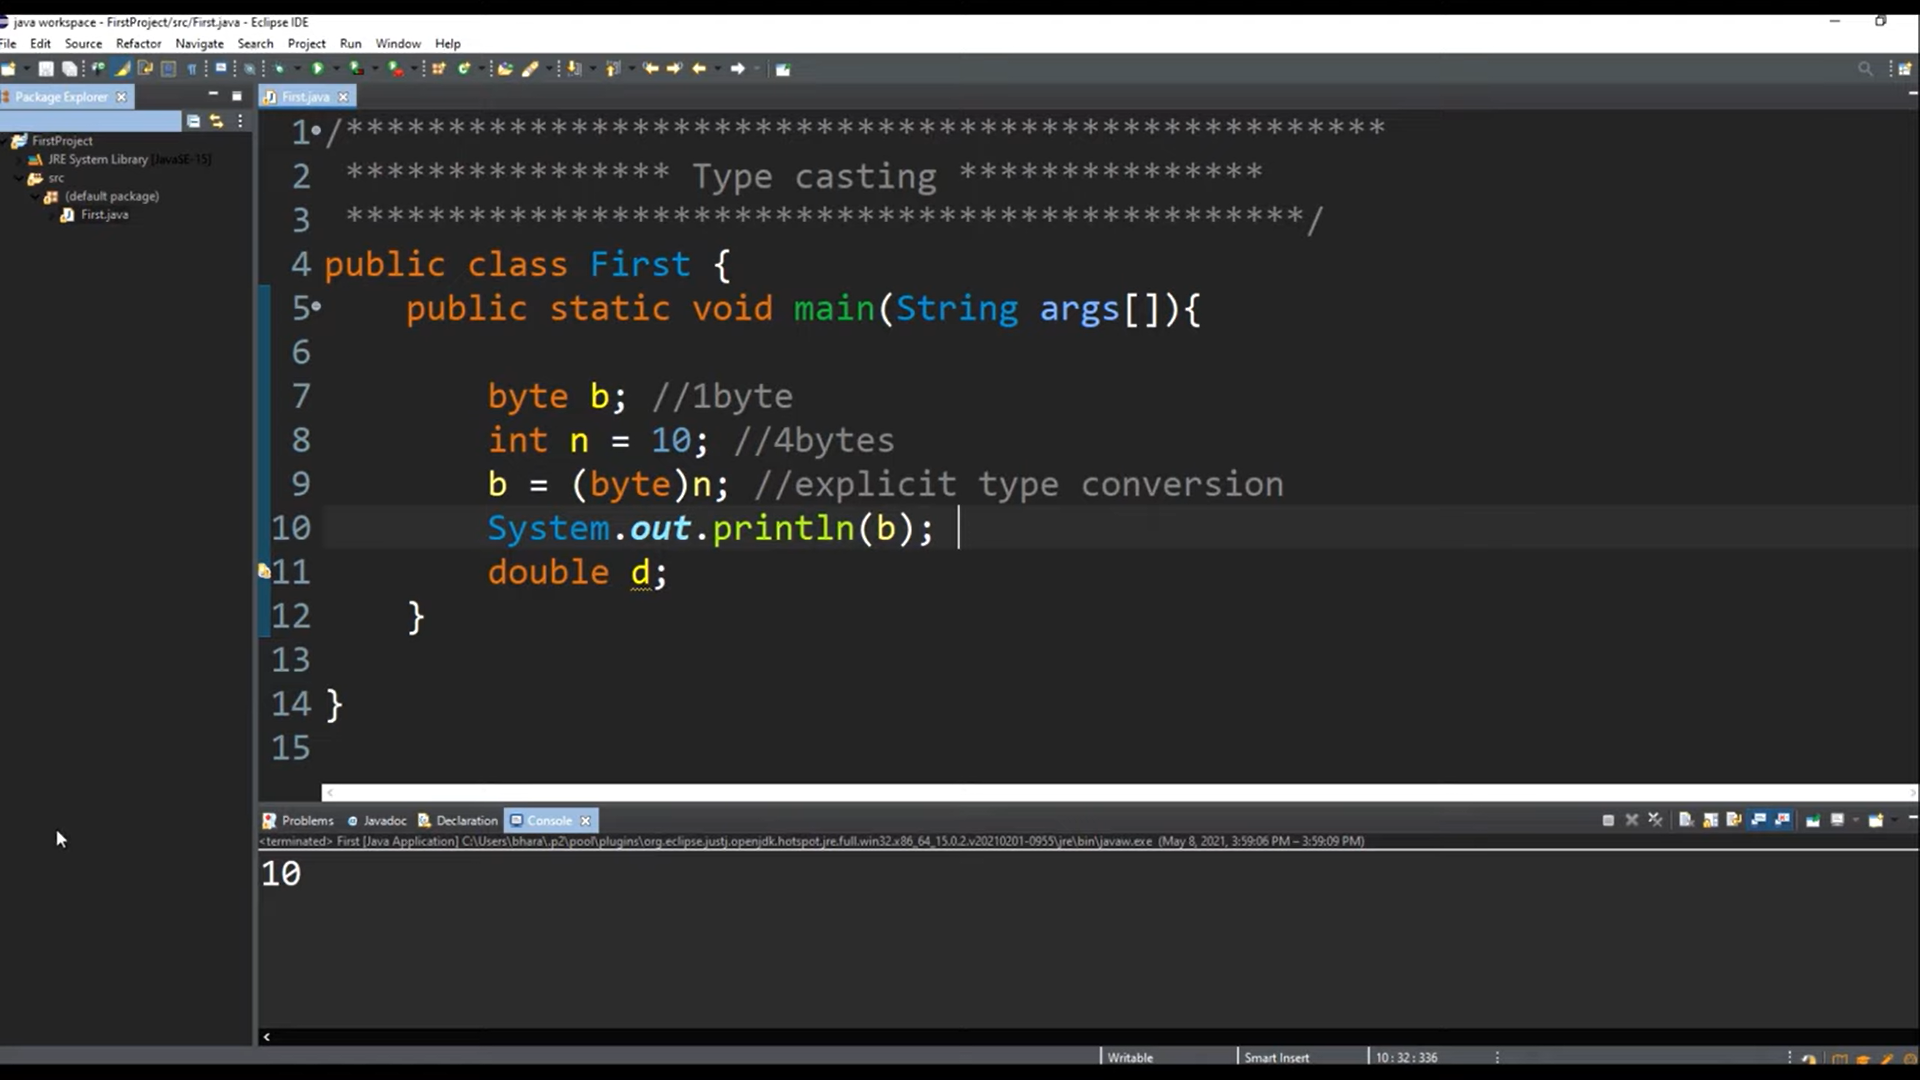 java workspace - FirstProject/src/First.java - Eclipse IDE
File Edit Source Refactor Navigate Search Project Run Window Help
Package Explorer
FirstProject
JRE System Library [JavaSE-15]
src
(default package)
First.java
First.java
1 /***************************************************
2 **************** Type casting ***************
3 ***********************************************/
4 public class First {
5 public static void main(String args[]){
6
7 byte b; //1byte
8 int n = 10; //4bytes
9 b = (byte)n; //explicit type conversion
10 System.out.println(b);
11 double d;
12 }
13
14 }
15
Problems Javadoc Declaration Console
<terminated> First [Java Application] C:\Users\bhara\.p2\pool\plugins\org.eclipse.justj.openjdk.hotspot.jre.full.win32.x86_64_15.0.2.v20210201-0955\jre\bin\javaw.exe (May 8, 2021, 3:59:06 PM – 3:59:09 PM)
10
Writable Smart Insert 10 : 32 : 336